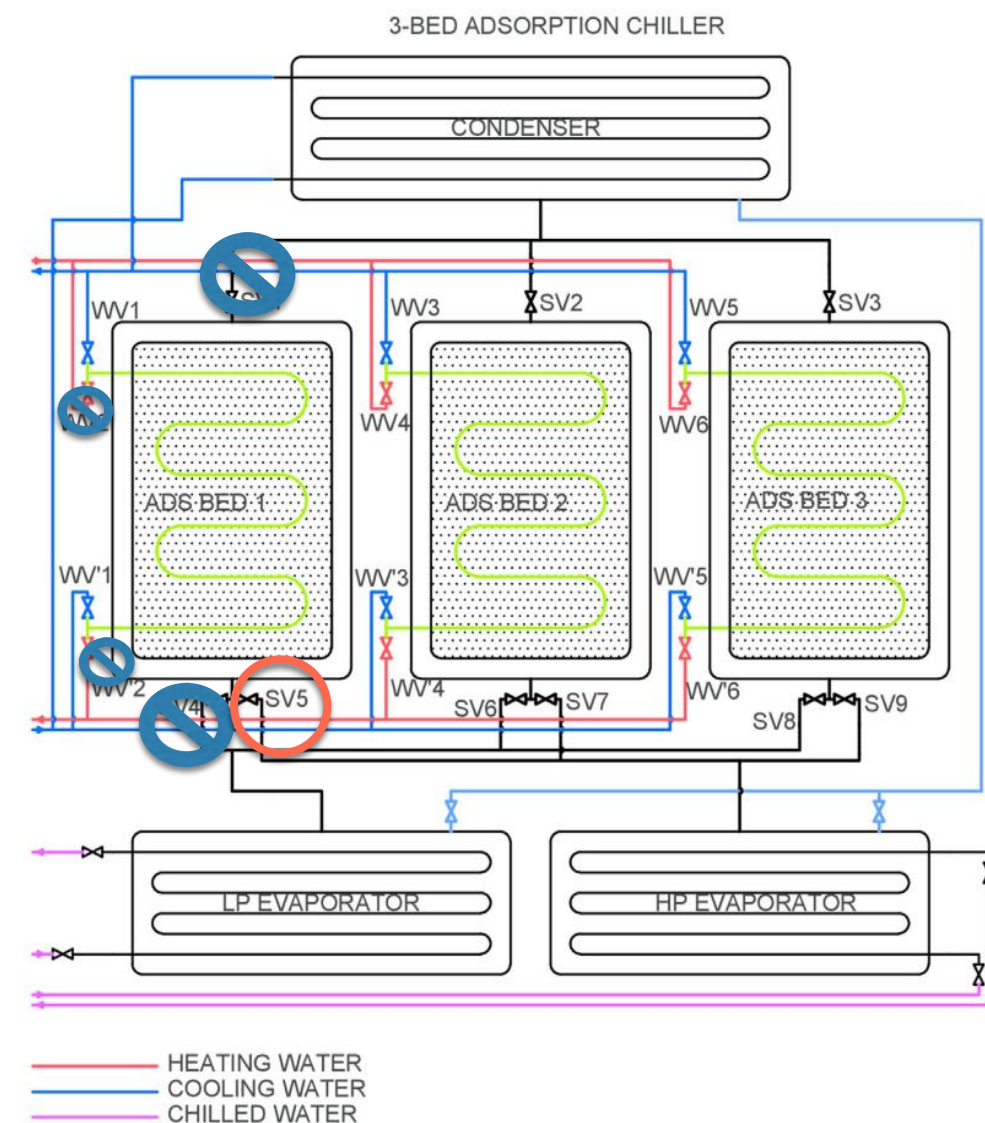 3-BED ADSORPTION CHILLER
CONDENSER
WV1
WV3
SV2
WV5
SV3
WV4
WV6
ADS BED 1
ADS BED 2
ADS BED 3
WV'1
WV'3
WV'5
WV'2
WV'4
WV'6
SV5
SV6
SV7
SV8
SV9
LP EVAPORATOR
HP EVAPORATOR
HEATING WATER
COOLING WATER
CHILLED WATER